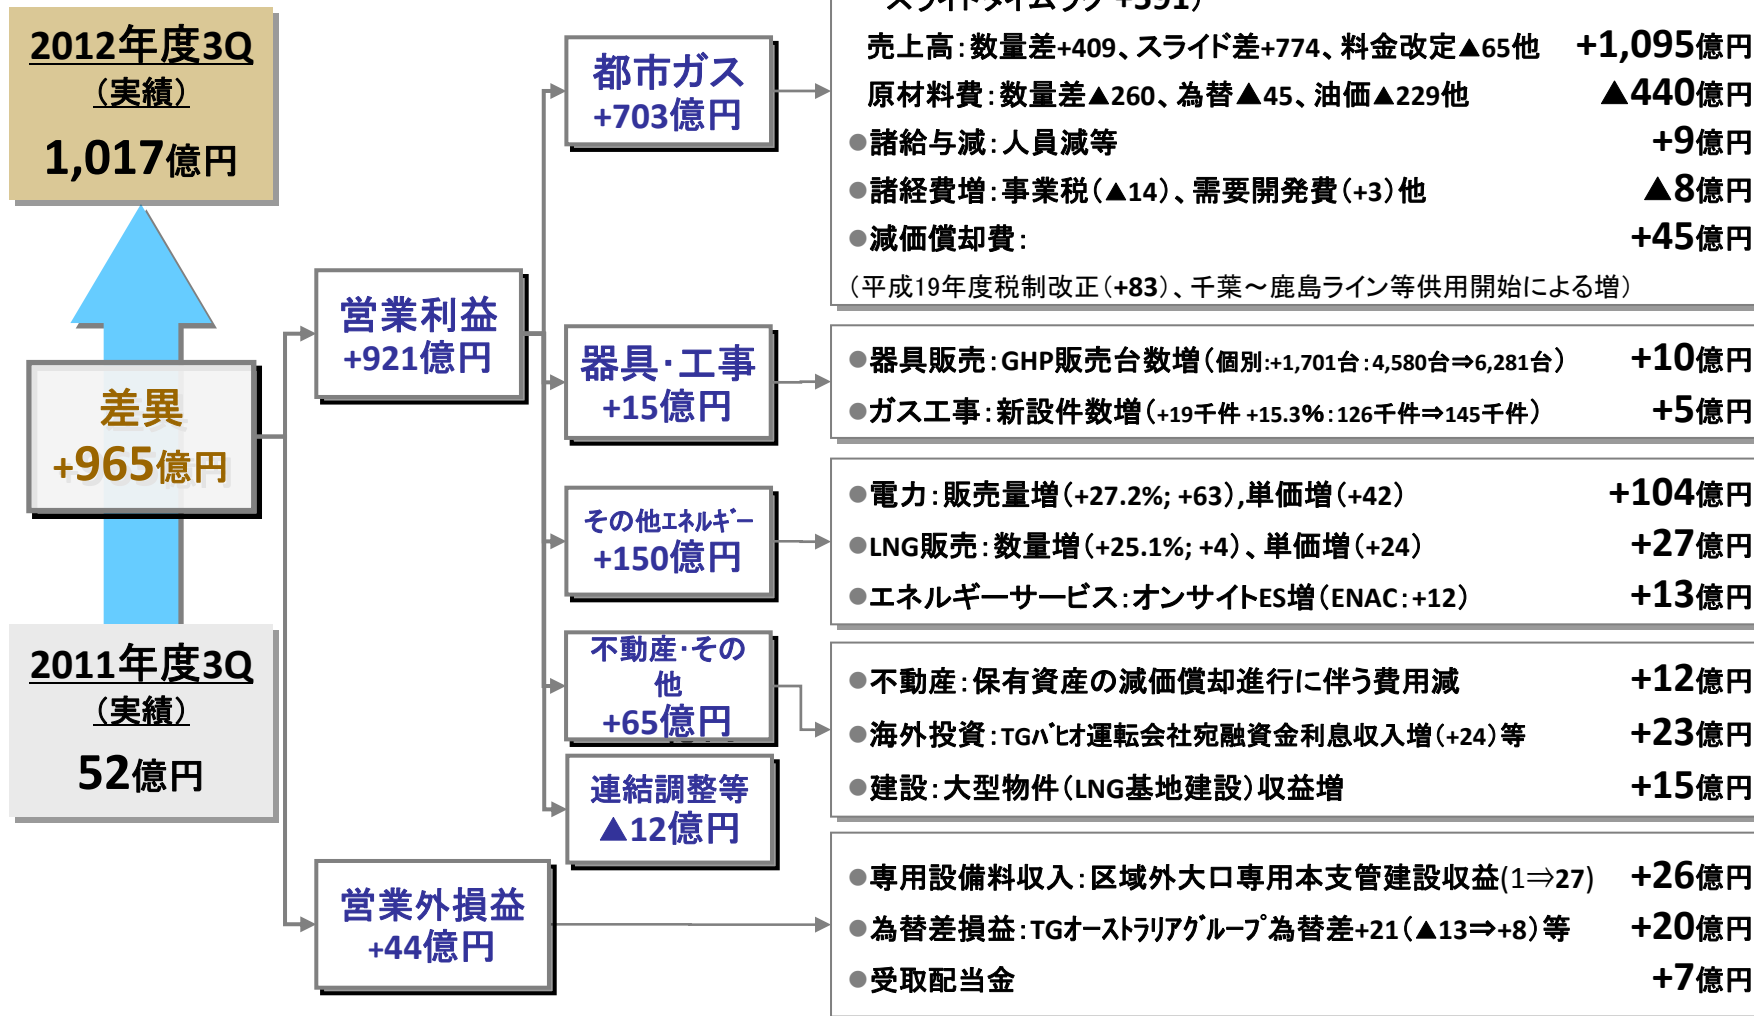 2012年度3Q
（実績）
1,017億円
差異
+965億円
2011年度3Q
（実績）
52億円
営業利益
+921億円
営業外損益
+44億円
都市ガス
+703億円
器具・工事
+15億円
その他エネルギー
+150億円
不動産・その
他
+65億円
連結調整等
▲12億円
スライドタイムラグ+391）
売上高：数量差+409、スライド差+774、料金改定▲65他 +1,095億円
原材料費：数量差▲260、為替▲45、油価▲229他 ▲440億円
●諸給与減：人員減等 +9億円
●諸経費増：事業税（▲14）、需要開発費（+3）他 ▲8億円
●減価償却費： +45億円
（平成19年度税制改正（+83）、千葉～鹿島ライン等供用開始による増）
●器具販売：GHP販売台数増（個別:+1,701台：4,580台⇒6,281台） +10億円
●ガス工事：新設件数増（+19千件 +15.3%：126千件⇒145千件） +5億円
●電力：販売量増（+27.2%; +63）,単価増（+42） +104億円
●LNG販売：数量増（+25.1%; +4）、単価増（+24） +27億円
●エネルギーサービス：オンサイトES増（ENAC：+12） +13億円
●不動産：保有資産の減価償却進行に伴う費用減 +12億円
●海外投資：TGバヒオ運転会社宛融資金利息収入増（+24）等 +23億円
●建設：大型物件（LNG基地建設）収益増 +15億円
●専用設備料収入：区域外大口専用本支管建設収益(1⇒27) +26億円
●為替差損益：TGオーストラリアグループ為替差+21（▲13⇒+8）等 +20億円
●受取配当金 +7億円